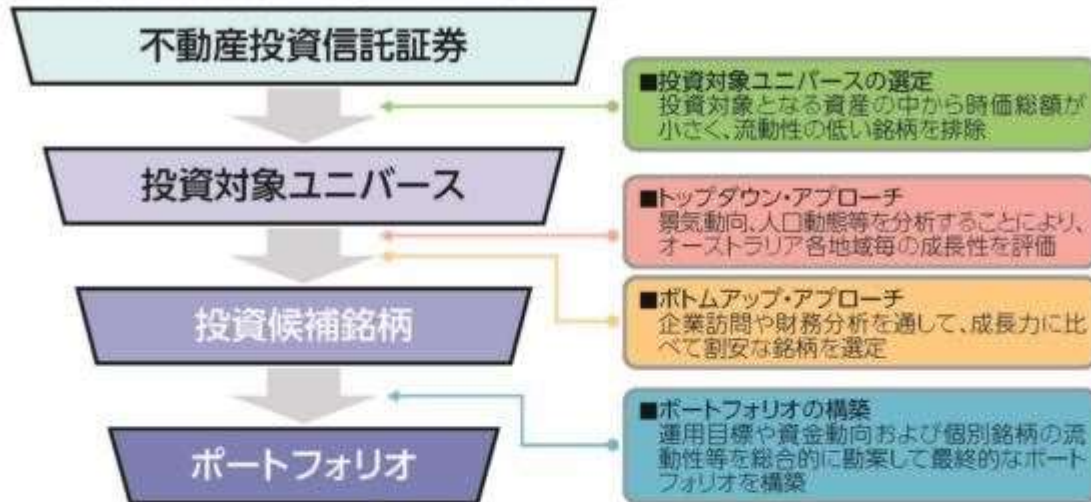 不動産投資信託証券
■投資対象ユニバースの選定
投資対象となる資産の中から時価総額が
小さく、流動性の低い銘柄を排除
投資対象ユニバース
■トップダウン・アプローチ
景気動向、人口動態等を分析することにより、
オーストラリア各地域毎の成長性を評価
■ボトムアップ・アプローチ
企業訪問や財務分析を通して、成長力に比
べて割安な銘柄を選定
投資候補銘柄
■ポートフォリオの構築
運用目標や資金動向および個別銘柄の流
動性等を総合的に勘案して最終的なポート
フォリオを構築
ポートフォリオ